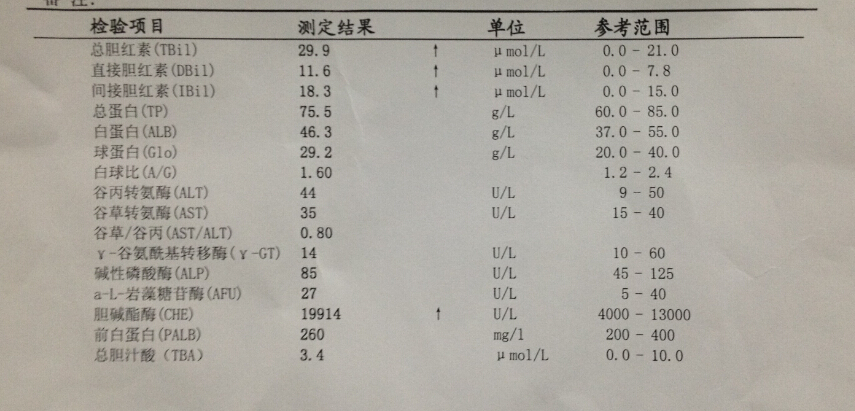 备 注:
检验项目 测定结果 单位 参考范围
总胆红素(TBil) 29.9 ↑ μmol/L 0.0-21.0
直接胆红素(DBil) 11.6 ↑ μmol/L 0.0-7.8
间接胆红素(IBil) 18.3 ↑ μmol/L 0.0-15.0
总蛋白(TP) 75.5 g/L 60.0-85.0
白蛋白(ALB) 46.3 g/L 37.0-55.0
球蛋白(Glo) 29.2 g/L 20.0-40.0
白球比(A/G) 1.60 1.2-2.4
谷丙转氨酶(ALT) 44 U/L 9-50
谷草转氨酶(AST) 35 U/L 15-40
谷草/谷丙(AST/ALT) 0.80
γ-谷氨酰基转移酶(γ-GT) 14 U/L 10-60
碱性磷酸酶(ALP) 85 U/L 45-125
a-L-岩藻糖苷酶(AFU) 27 U/L 5-40
胆碱酯酶(CHE) 19914 ↑ U/L 4000-13000
前白蛋白(PALB) 260 mg/l 200-400
总胆汁酸（TBA） 3.4 μmol/L 0.0-10.0